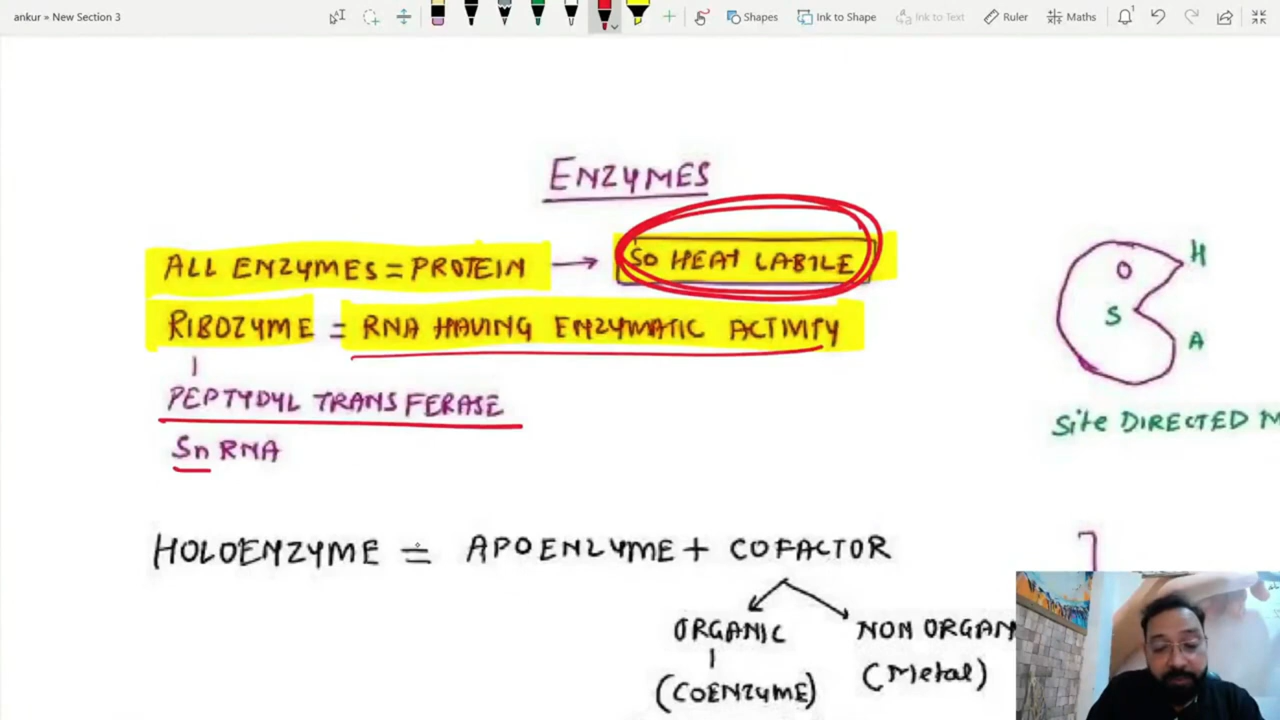 ankur » New Section 3
Shapes
Ink to Shape
Ink to Text
Ruler
Maths
ENZYMES
ALL ENZYMES = PROTEIN → SO HEAT LABILE
RIBOZYME = RNA HAVING ENZYMATIC ACTIVITY
PEPTYDYL TRANSFERASE
Sn RNA
H
O
S
A
Site DIRECTED M
HOLOENZYME = APOENZYME + COFACTOR
ORGANIC
NON ORGAN
(COENZYME)
(Metal)